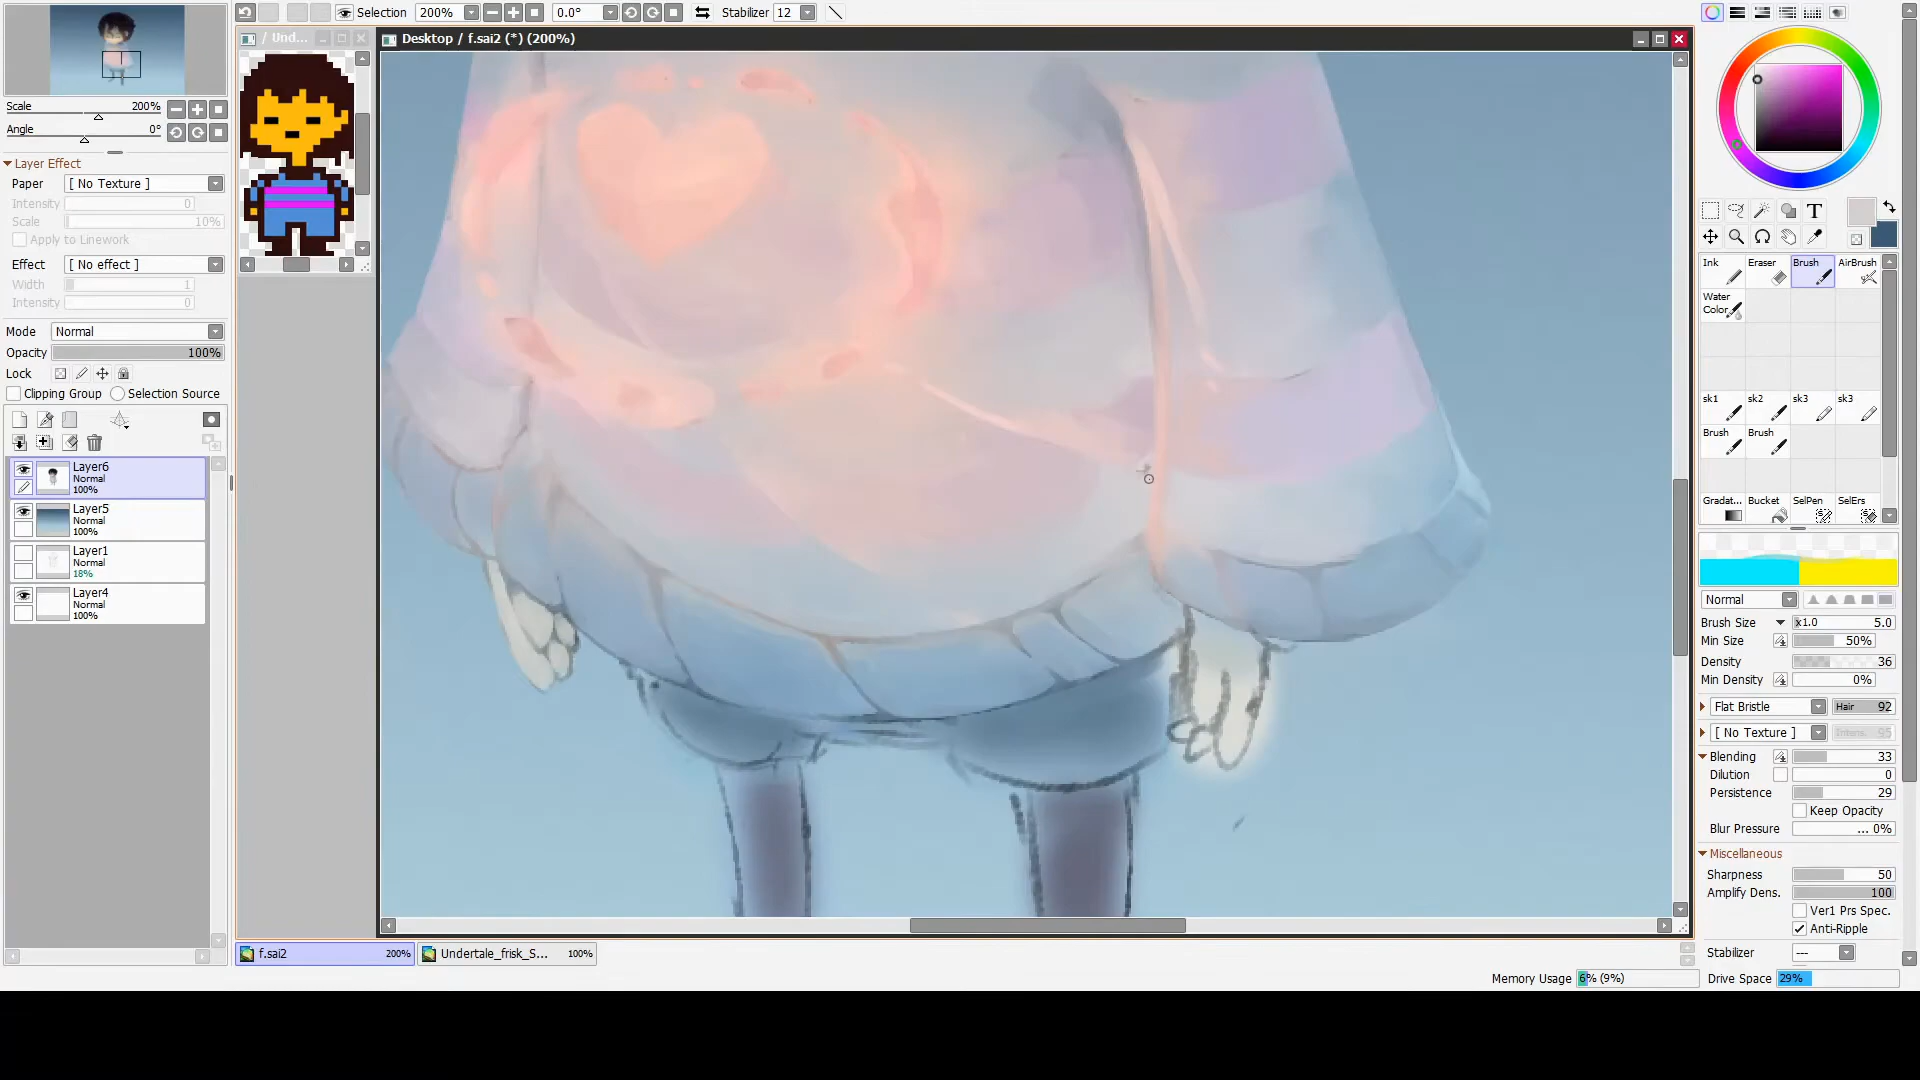 Selection 200% 0.0° Stabilizer 12
/ Und...
Desktop / f.sai2 (*) (200%)
Scale 200%
Angle 0°
Layer Effect
Paper [ No Texture ]
Intensity 0
Scale 10%
Apply to Linework
Effect [ No effect ]
Width 1
Intensity 0
Mode Normal
Opacity 100%
Lock
Clipping Group Selection Source
Layer6
Normal
100%
Layer5
Normal
100%
Layer1
Normal
18%
Layer4
Normal
100%
T
Ink Eraser Brush AirBrush
Water
Color
sk1 sk2 sk3 sk3
Brush Brush
Gradat... Bucket SelPen SelErs
Normal
Brush Size x1.0 5.0
Min Size 50%
Density 36
Min Density 0%
Flat Bristle Hair 92
[ No Texture ] Intens. 95
Blending 33
Dilution 0
Persistence 29
Keep Opacity
Blur Pressure ... 0%
Miscellaneous
Sharpness 50
Amplify Dens. 100
Ver1 Prs Spec.
Anti-Ripple
Stabilizer ---
f.sai2 200% Undertale_frisk_S... 100%
Memory Usage 6% (9%) Drive Space 29%